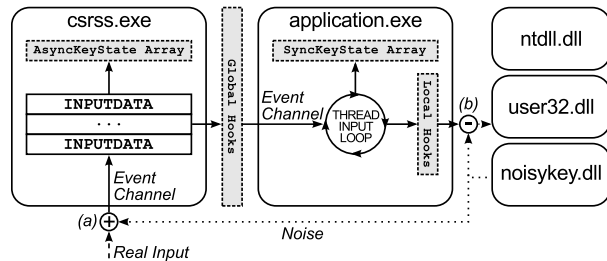 csrss.exe
AsyncKeyState Array
INPUTDATA
...
INPUTDATA
Event
Channel
(a)
+
Real Input
Global Hooks
Event
Channel
application.exe
SyncKeyState Array
THREAD
INPUT
LOOP
Local Hooks
(b)
-
Noise
ntdll.dll
user32.dll
noisykey.dll